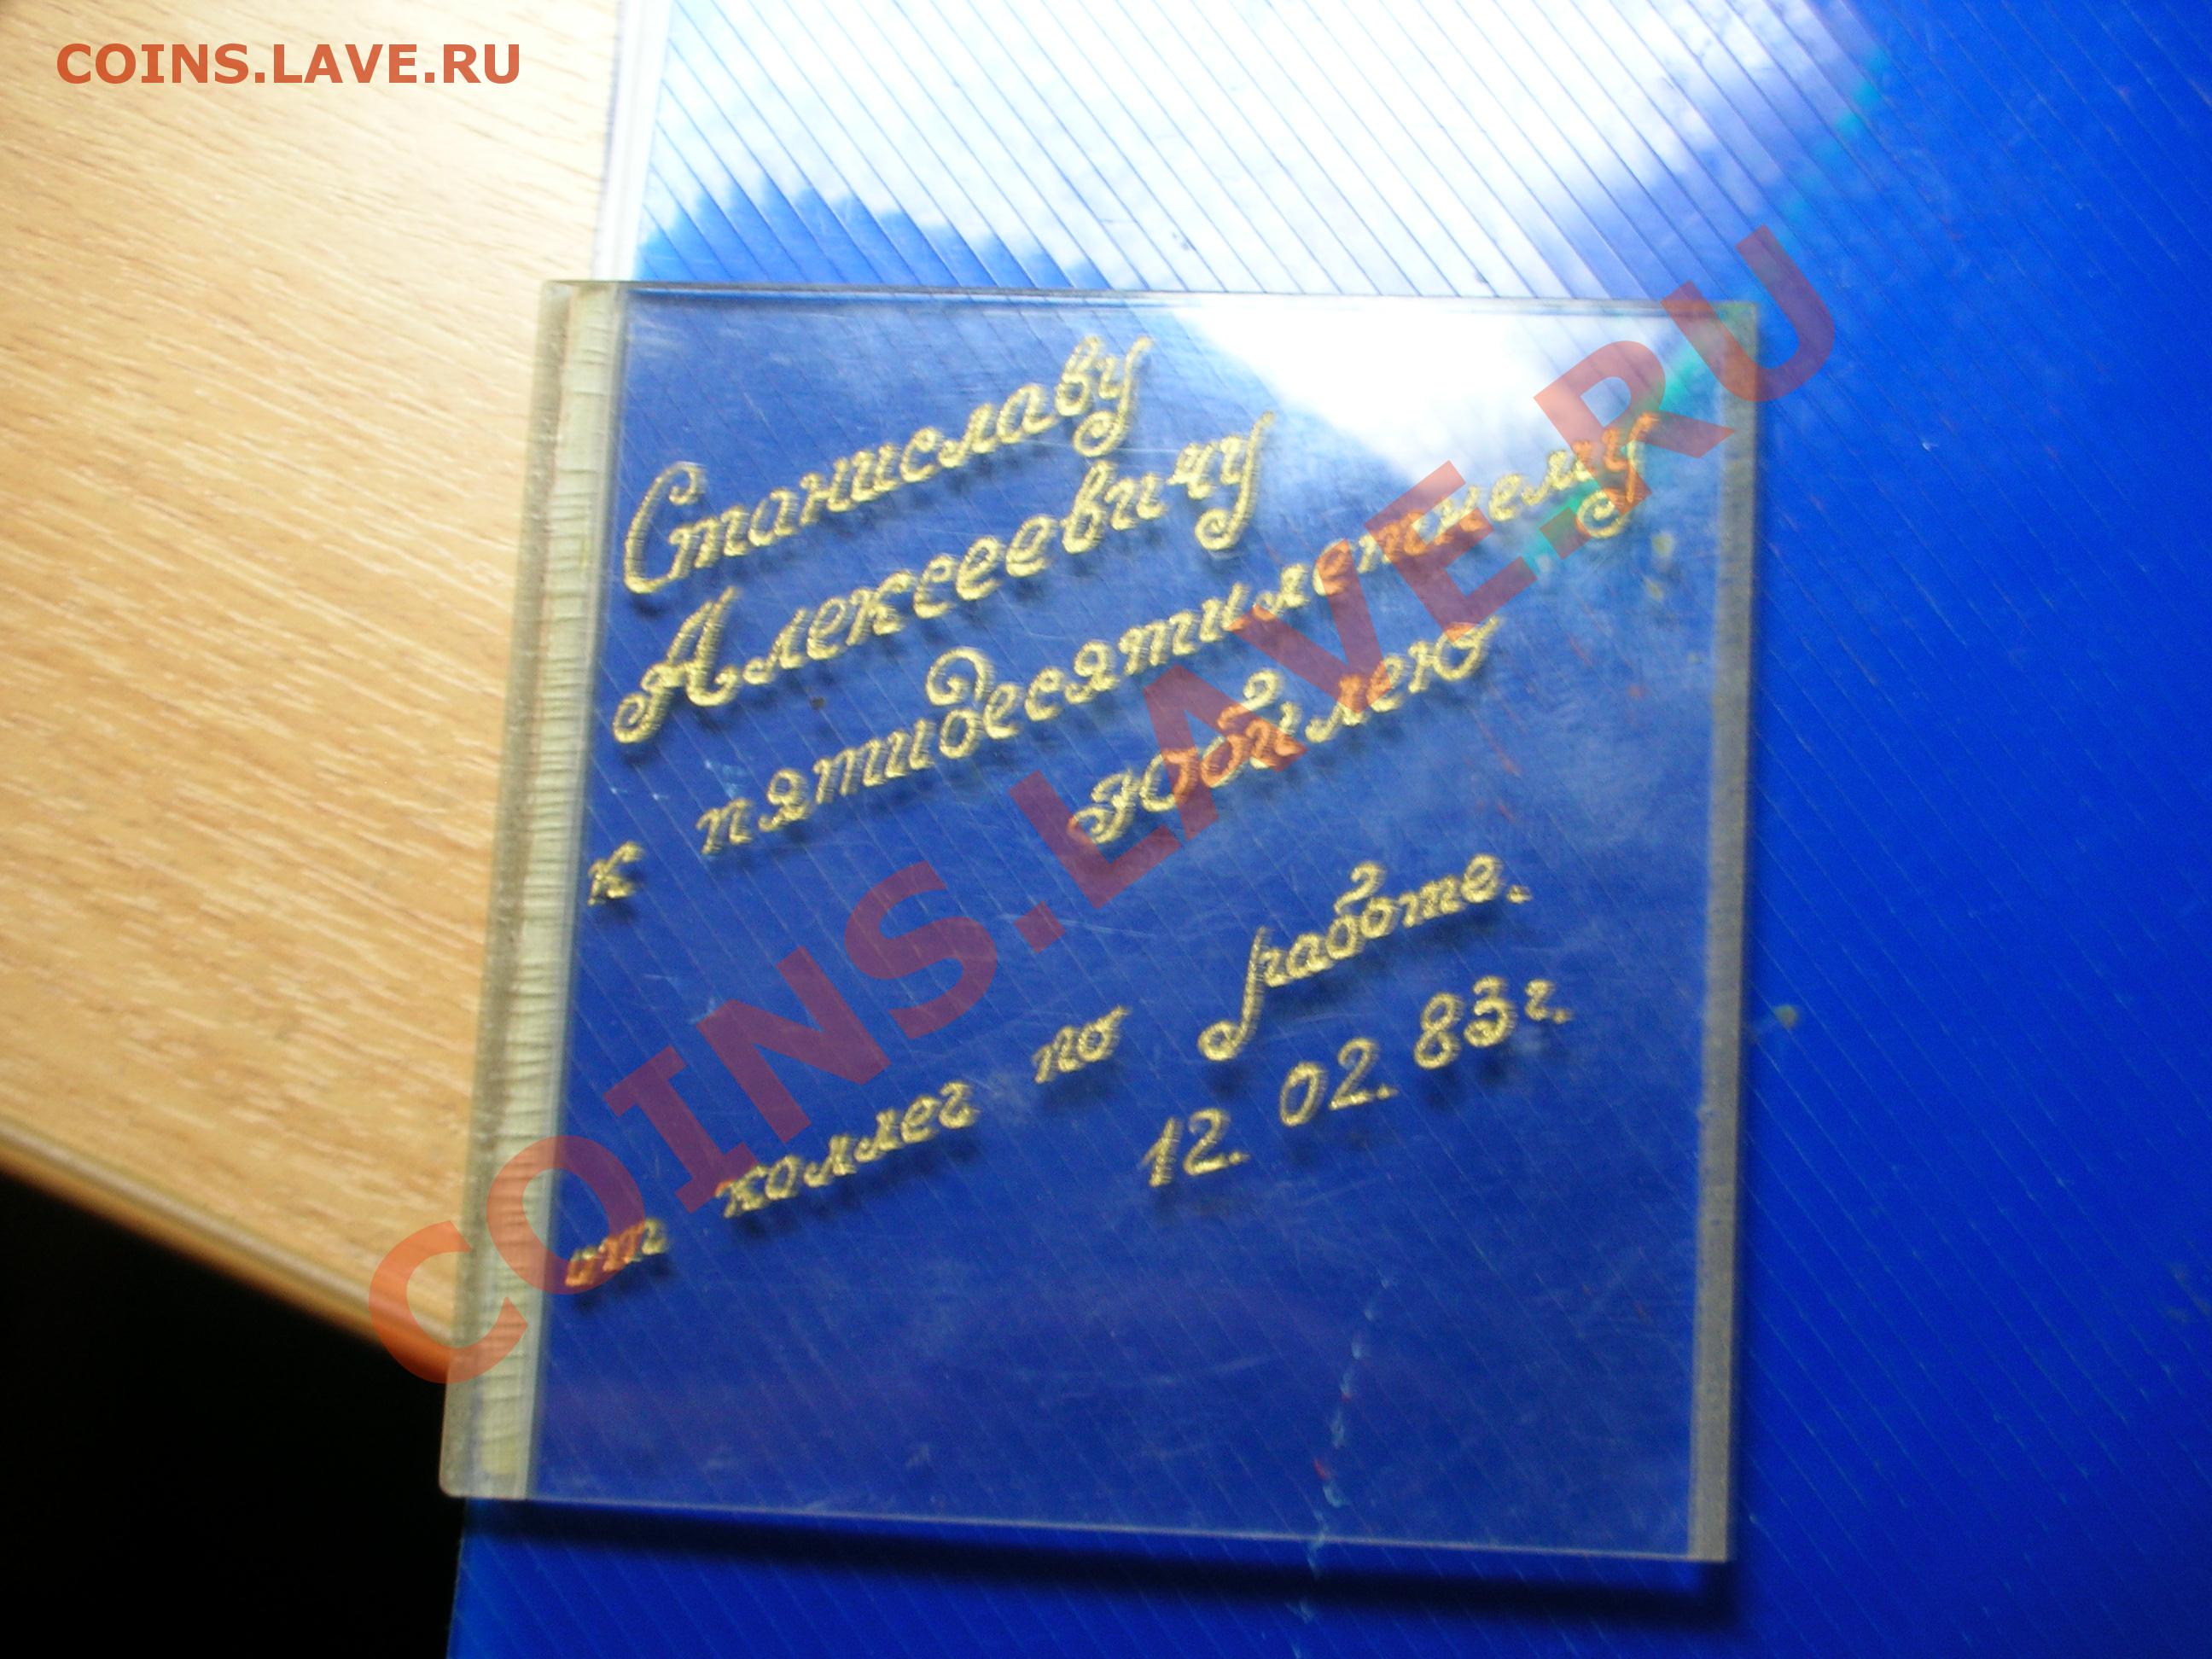 COINS.LAVE.RU
Станиславу
Алексеевичу
к пятидесятилетнему
юбилею
от коллег по работе.
12. 02. 83г.
COINS.LAVE.RU